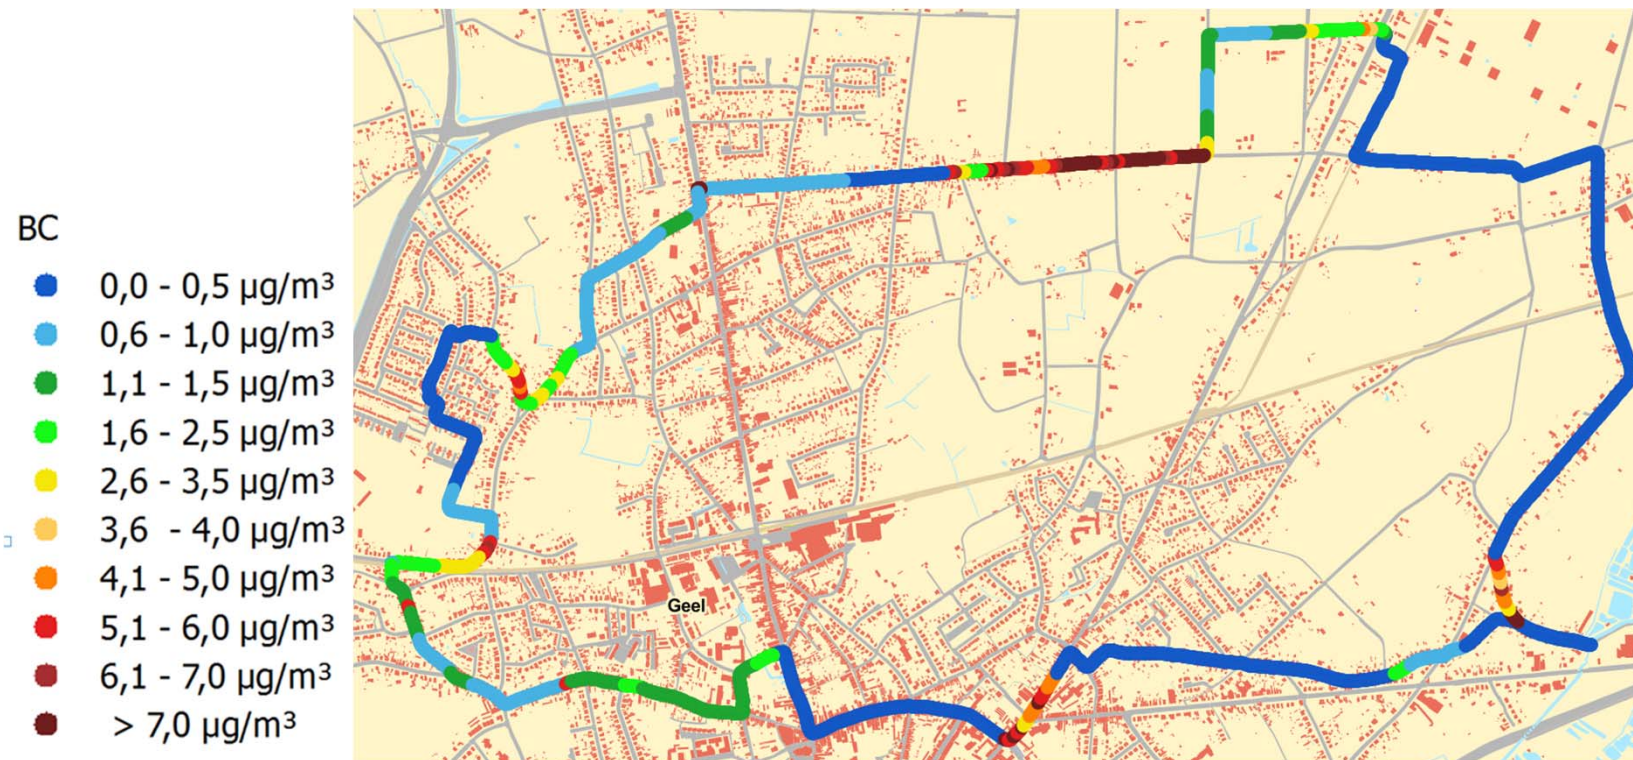 BC
0,0 - 0,5 µg/m³
0,6 - 1,0 µg/m³
1,1 - 1,5 µg/m³
1,6 - 2,5 µg/m³
2,6 - 3,5 µg/m³
3,6 - 4,0 µg/m³
4,1 - 5,0 µg/m³
5,1 - 6,0 µg/m³
6,1 - 7,0 µg/m³
> 7,0 µg/m³
Geel